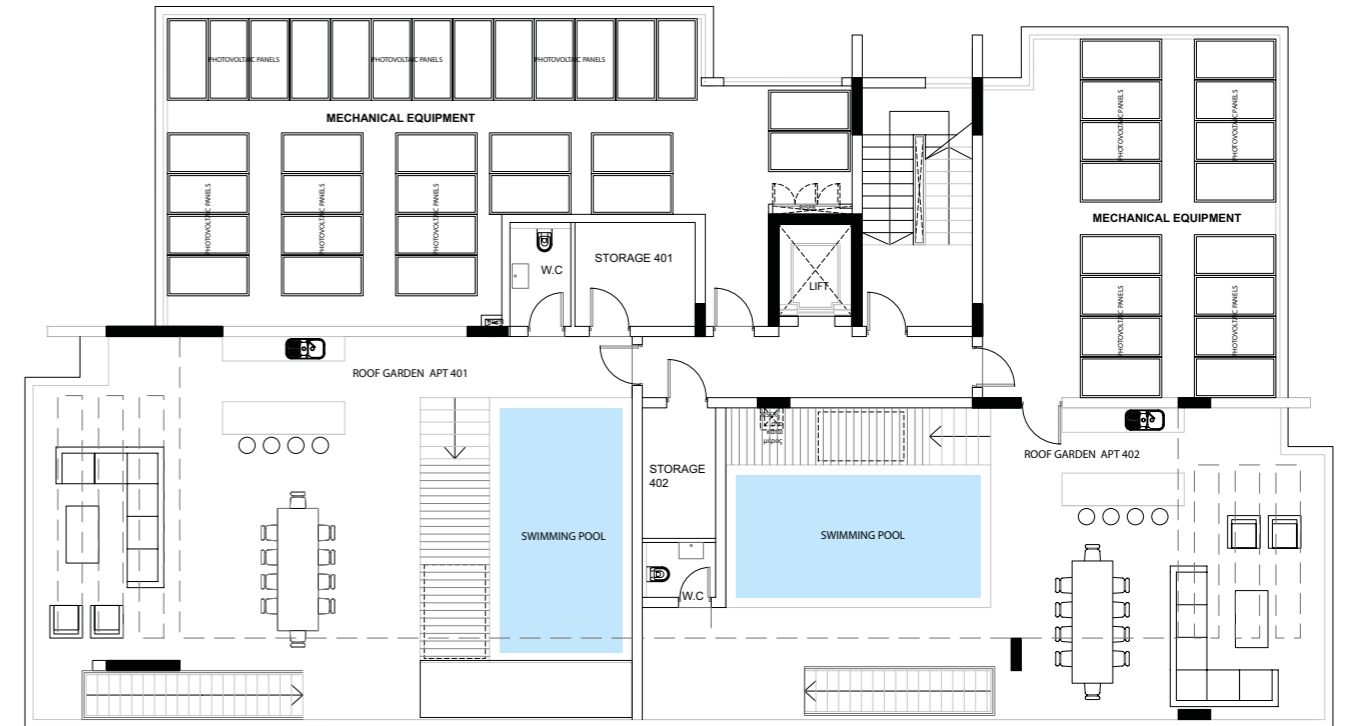 PHOTOVOLTAIC PANELS
PHOTOVOLTAIC PANELS
PHOTOVOLTAIC PANELS
MECHANICAL EQUIPMENT
PHOTOVOLTAIC PANELS
PHOTOVOLTAIC PANELS
PHOTOVOLTAIC PANELS
PHOTOVOLTAIC PANELS
PHOTOVOLTAIC PANELS
MECHANICAL EQUIPMENT
W.C
STORAGE 401
LIFT
PHOTOVOLTAIC PANELS
PHOTOVOLTAIC PANELS
ROOF GARDEN APT 401
ROOF GARDEN APT 402
STORAGE
402
SWIMMING POOL
SWIMMING POOL
W.C